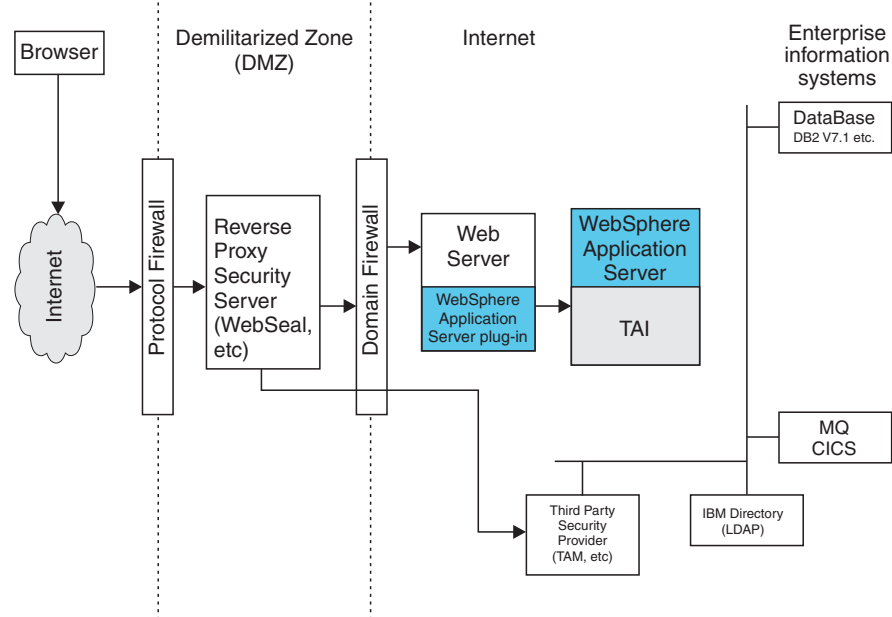 Browser
Demilitarized Zone
(DMZ)
Internet
Enterprise
information
systems
DataBase
DB2 V7.1 etc.
Internet
Protocol Firewall
Reverse
Proxy
Security
Server
(WebSeal,
etc)
Domain Firewall
Web
Server
WebSphere
Application
Server plug-in
WebSphere
Application
Server
TAI
MQ
CICS
Third Party
Security
Provider
(TAM, etc)
IBM Directory
(LDAP)